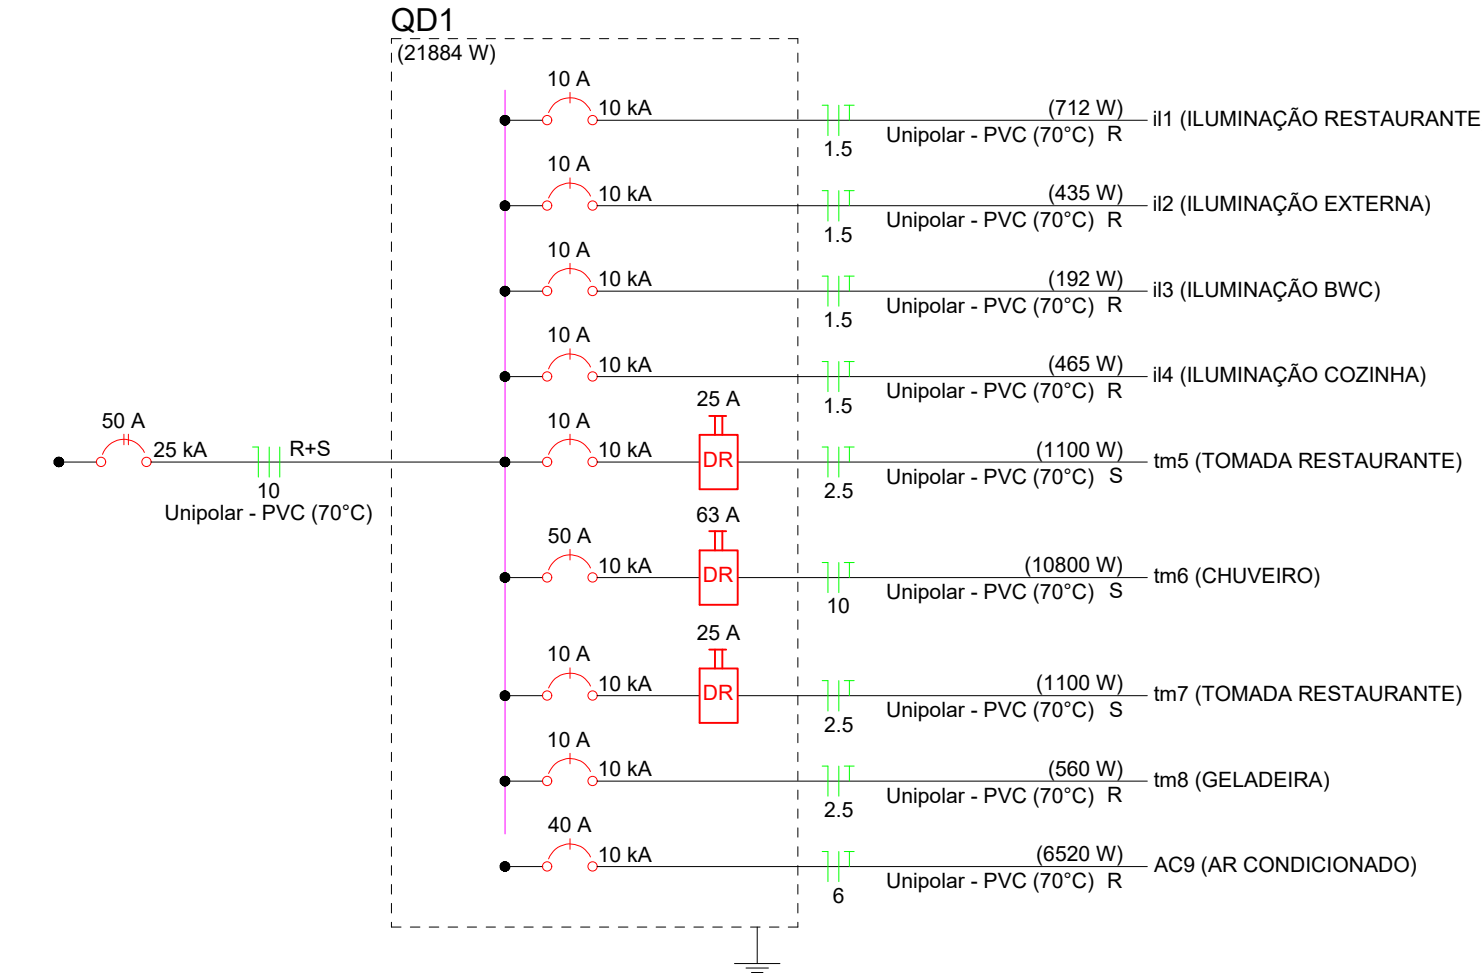 QD1
(21884 W)
10 A
10 kA
1.5
(712 W)
Unipolar - PVC (70°C) R
il1 (ILUMINAÇÃO RESTAURANTE
10 A
10 kA
1.5
(435 W)
Unipolar - PVC (70°C) R
il2 (ILUMINAÇÃO EXTERNA)
10 A
10 kA
1.5
(192 W)
Unipolar - PVC (70°C) R
il3 (ILUMINAÇÃO BWC)
10 A
10 kA
1.5
(465 W)
Unipolar - PVC (70°C) R
il4 (ILUMINAÇÃO COZINHA)
50 A
25 kA
R+S
10
Unipolar - PVC (70°C)
10 A
10 kA
25 A
DR
2.5
(1100 W)
Unipolar - PVC (70°C) S
tm5 (TOMADA RESTAURANTE)
50 A
10 kA
63 A
DR
10
(10800 W)
Unipolar - PVC (70°C) S
tm6 (CHUVEIRO)
10 A
10 kA
25 A
DR
2.5
(1100 W)
Unipolar - PVC (70°C) S
tm7 (TOMADA RESTAURANTE)
10 A
10 kA
2.5
(560 W)
Unipolar - PVC (70°C) R
tm8 (GELADEIRA)
40 A
10 kA
6
(6520 W)
Unipolar - PVC (70°C) R
AC9 (AR CONDICIONADO)